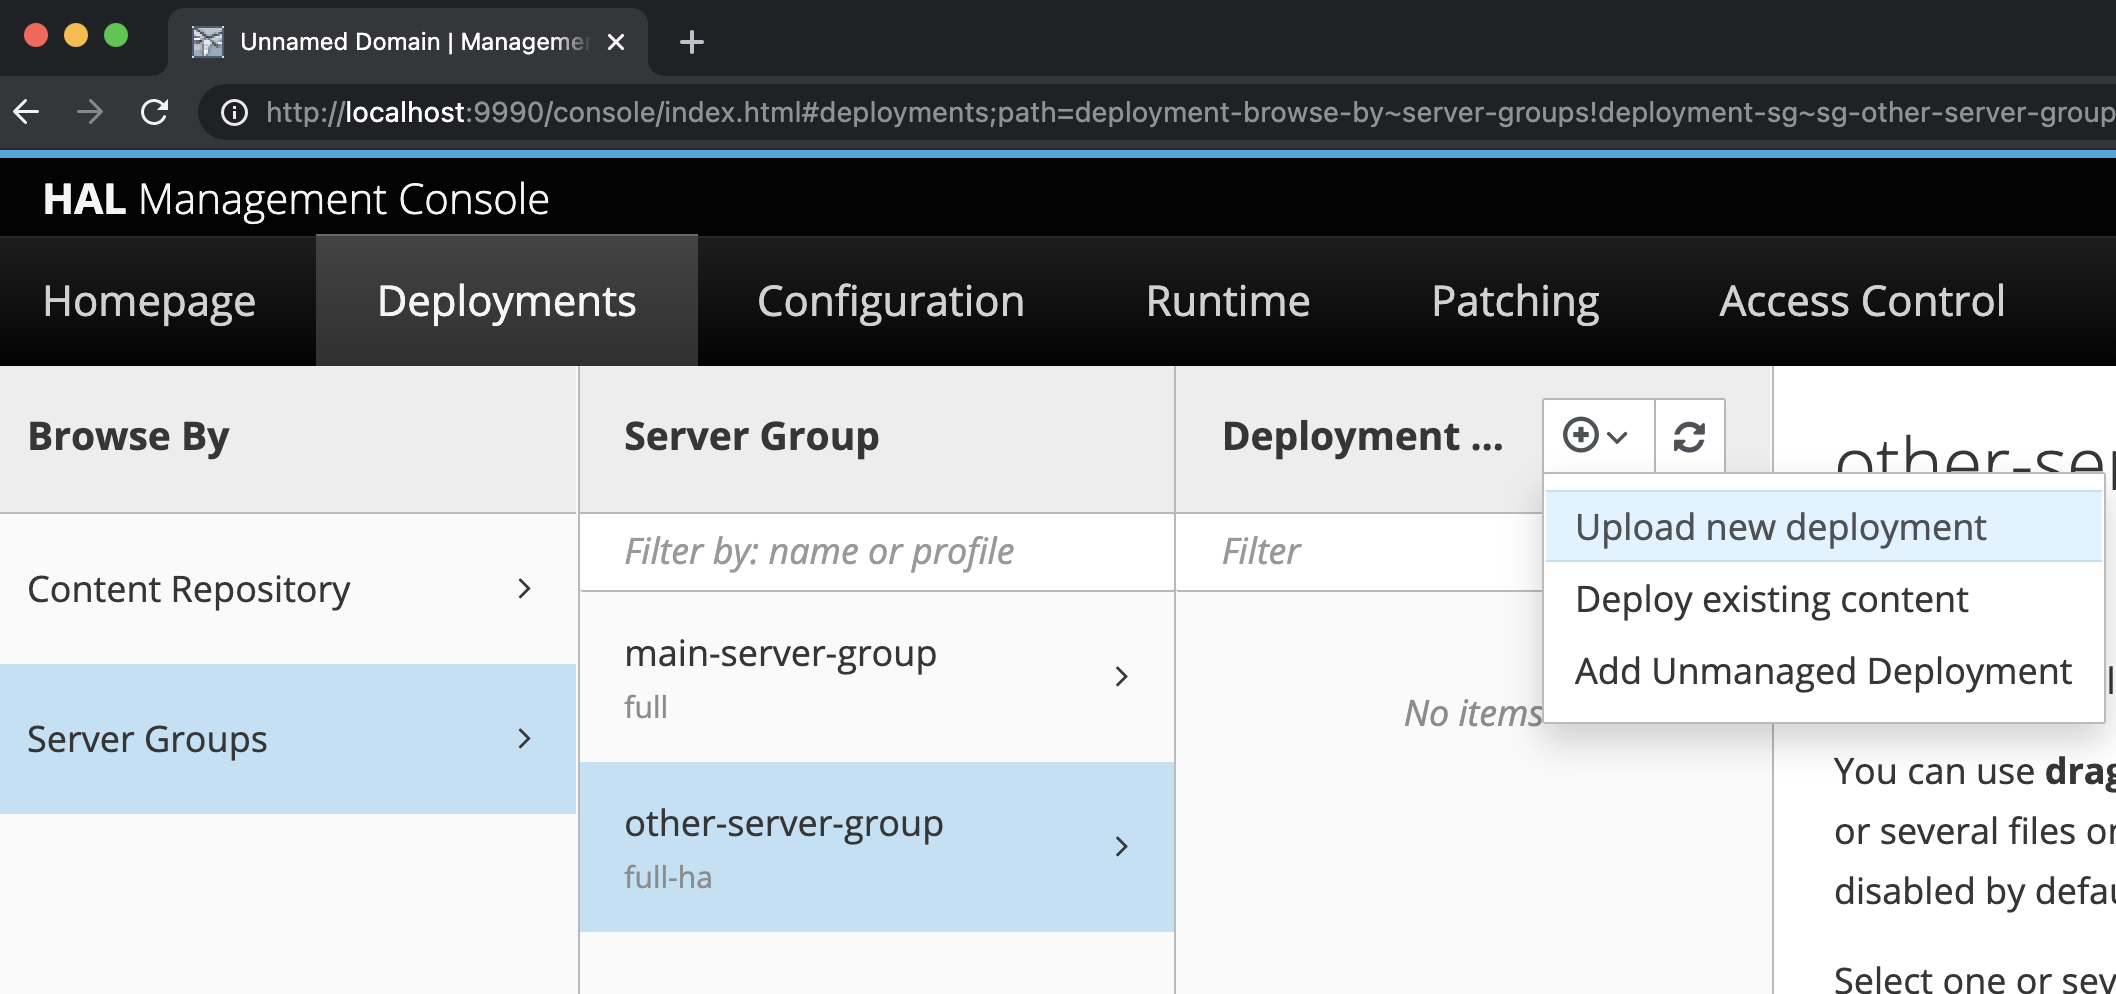 Unnamed Domain | Manageme
http://localhost:9990/console/index.html#deployments;path=deployment-browse-by~server-groups!deployment-sg~sg-other-server-group
HAL Management Console
Homepage
Deployments
Configuration
Runtime
Patching
Access Control
Browse By
Content Repository
Server Groups
Server Group
Filter by: name or profile
main-server-group
full
other-server-group
full-ha
Deployment ...
Filter
No items
Upload new deployment
Deploy existing content
Add Unmanaged Deployment
other-ser
You can use drag
or several files or
disabled by defau
Select one or sev